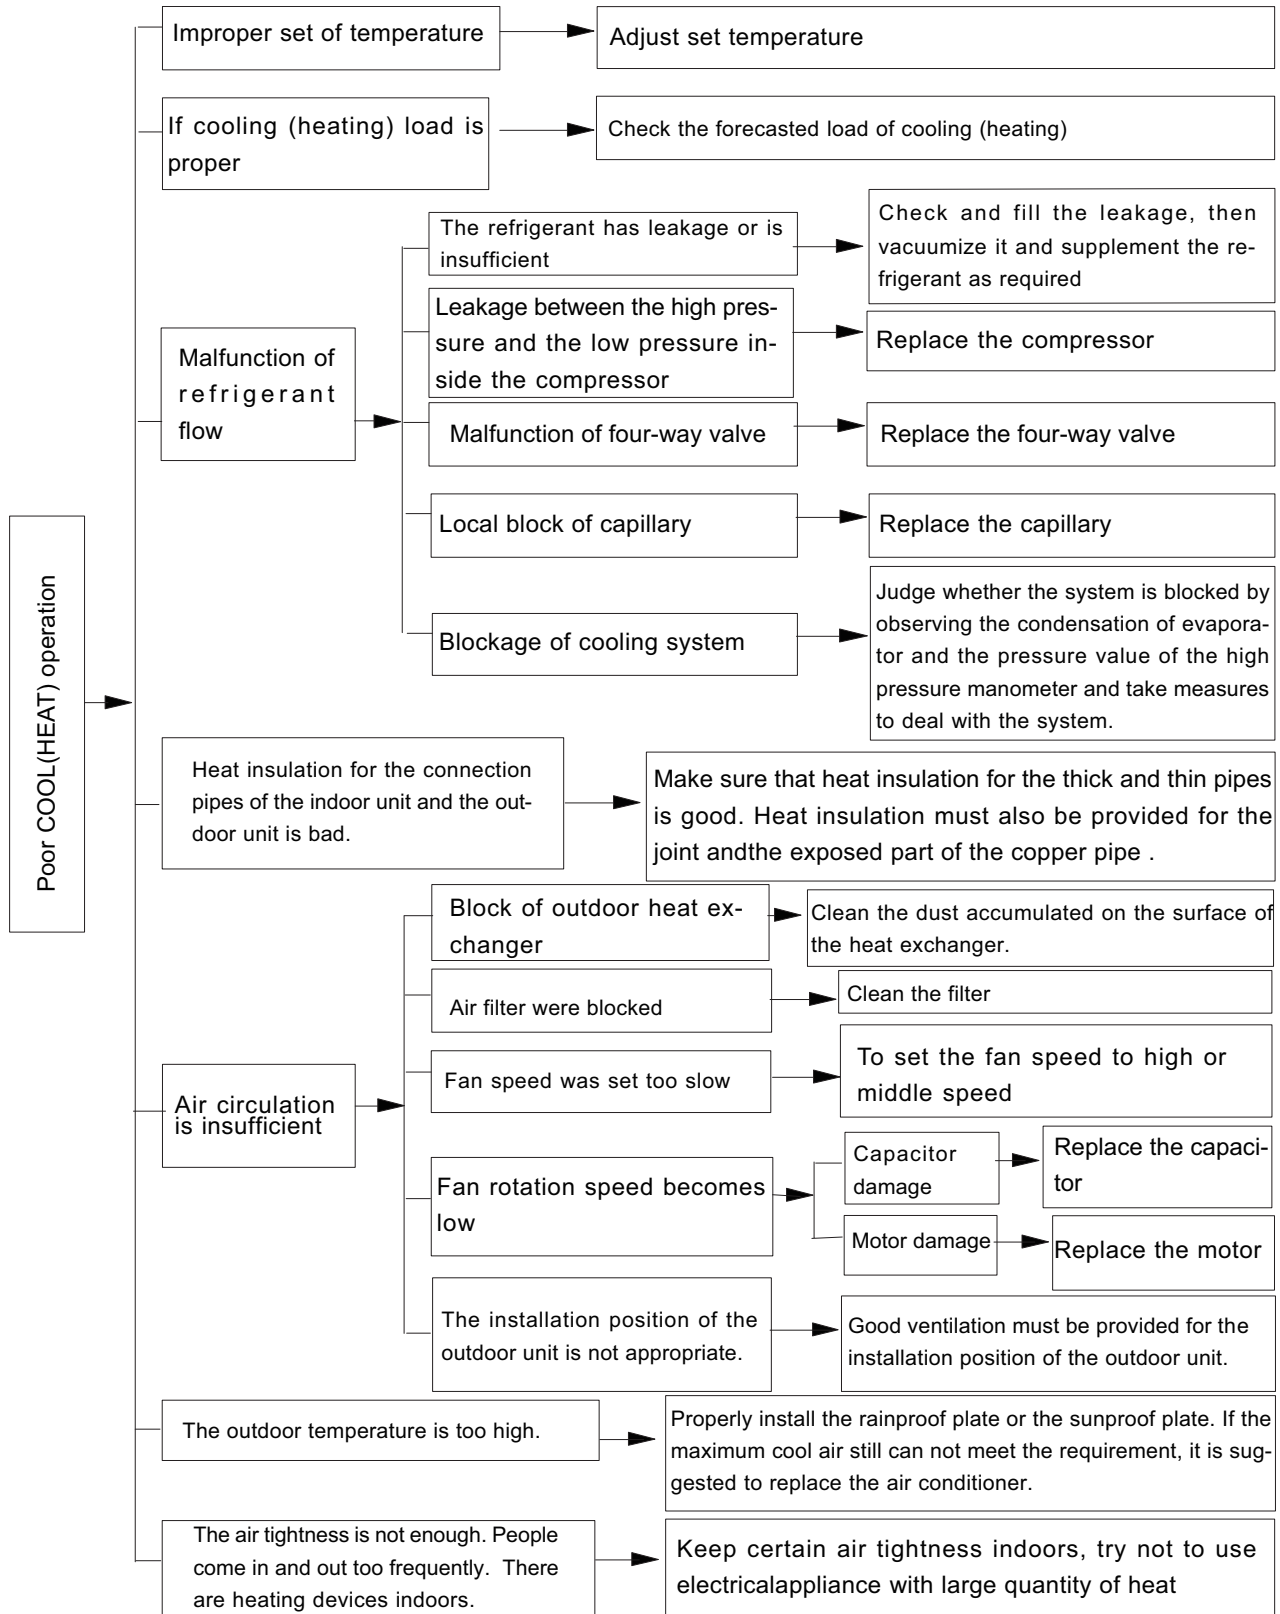 Poor COOL(HEAT) operation
Improper set of temperature
Adjust set temperature
If cooling (heating) load is
proper
Check the forecasted load of cooling (heating)
Malfunction of
refrigerant
flow
The refrigerant has leakage or is
insufficient
Check and fill the leakage, then
vacuumize it and supplement the re-
frigerant as required
Leakage between the high pres-
sure and the low pressure in-
side the compressor
Replace the compressor
Malfunction of four-way valve
Replace the four-way valve
Local block of capillary
Replace the capillary
Blockage of cooling system
Judge whether the system is blocked by
observing the condensation of evapora-
tor and the pressure value of the high
pressure manometer and take measures
to deal with the system.
Heat insulation for the connection
pipes of the indoor unit and the out-
door unit is bad.
Make sure that heat insulation for the thick and thin pipes
is good. Heat insulation must also be provided for the
joint andthe exposed part of the copper pipe .
Air circulation
is insufficient
Block of outdoor heat ex-
changer
Clean the dust accumulated on the surface of
the heat exchanger.
Air filter were blocked
Clean the filter
Fan speed was set too slow
To set the fan speed to high or
middle speed
Fan rotation speed becomes
low
Capacitor
damage
Replace the capaci-
tor
Motor damage
Replace the motor
The installation position of the
outdoor unit is not appropriate.
Good ventilation must be provided for the
installation position of the outdoor unit.
The outdoor temperature is too high.
Properly install the rainproof plate or the sunproof plate. If the
maximum cool air still can not meet the requirement, it is sug-
gested to replace the air conditioner.
The air tightness is not enough. People
come in and out too frequently. There
are heating devices indoors.
Keep certain air tightness indoors, try not to use
electricalappliance with large quantity of heat